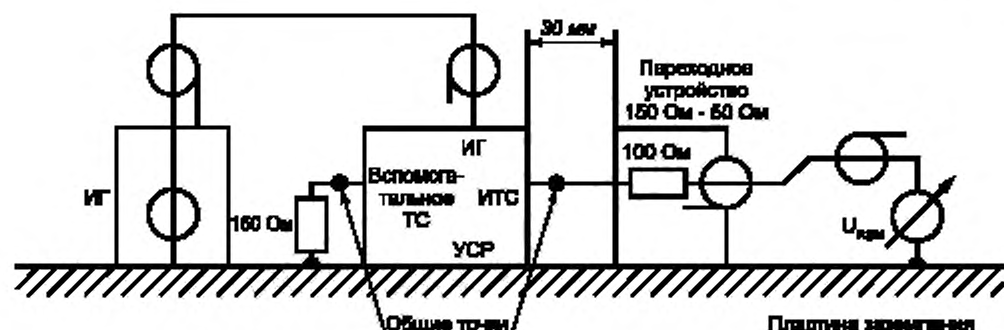 30 мм
Переходное
устройство
150 Ом - 50 Ом
100 Ом
ИГ
Вспомога-
тельное
ТС
ИТС
ИГ
150 Ом
УСР
Общие точки
Пластина заземления